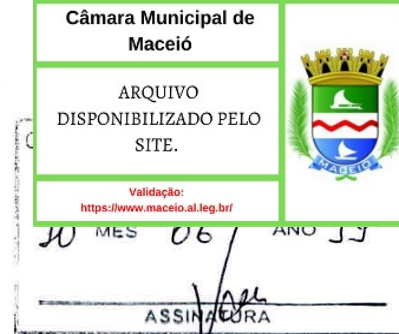 Câmara Municipal de
Maceió
ARQUIVO
DISPONIBILIZADO PELO
SITE.
Validação:
https://www.maceio.al.leg.br/
MACEIÓ
MES 06 ANO
ASSINATURA